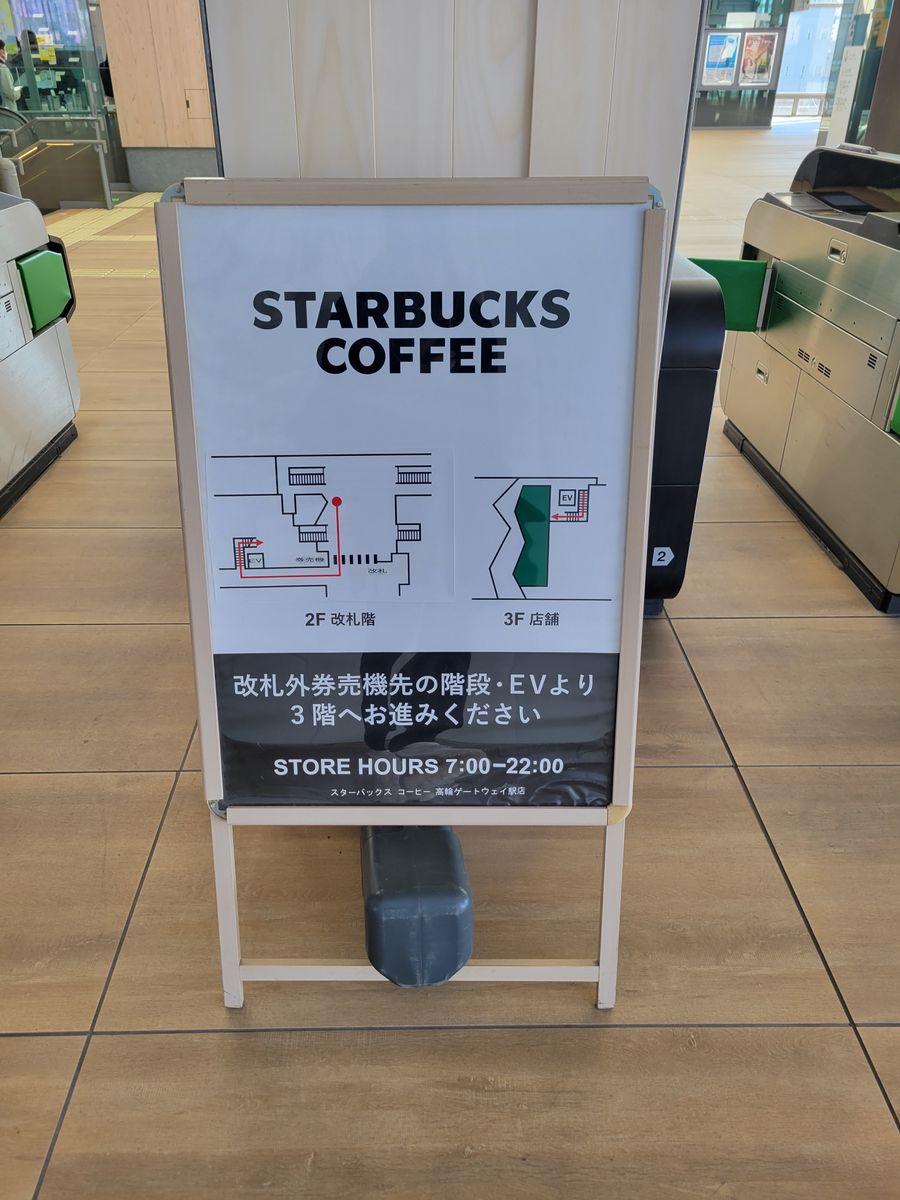 STARBUCKS
COFFEE
EV
券売機
改札
EV
2F 改札階
3F 店舗
改札外券売機先の階段・EVより
3階へお進みください
STORE HOURS 7:00-22:00
スターバックス コーヒー 高輪ゲートウェイ駅店
2